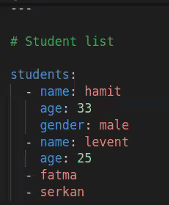 ---
# Student list
students:
  - name: hamit
    age: 33
    gender: male
  - name: levent
    age: 25
  - fatma
  - serkan